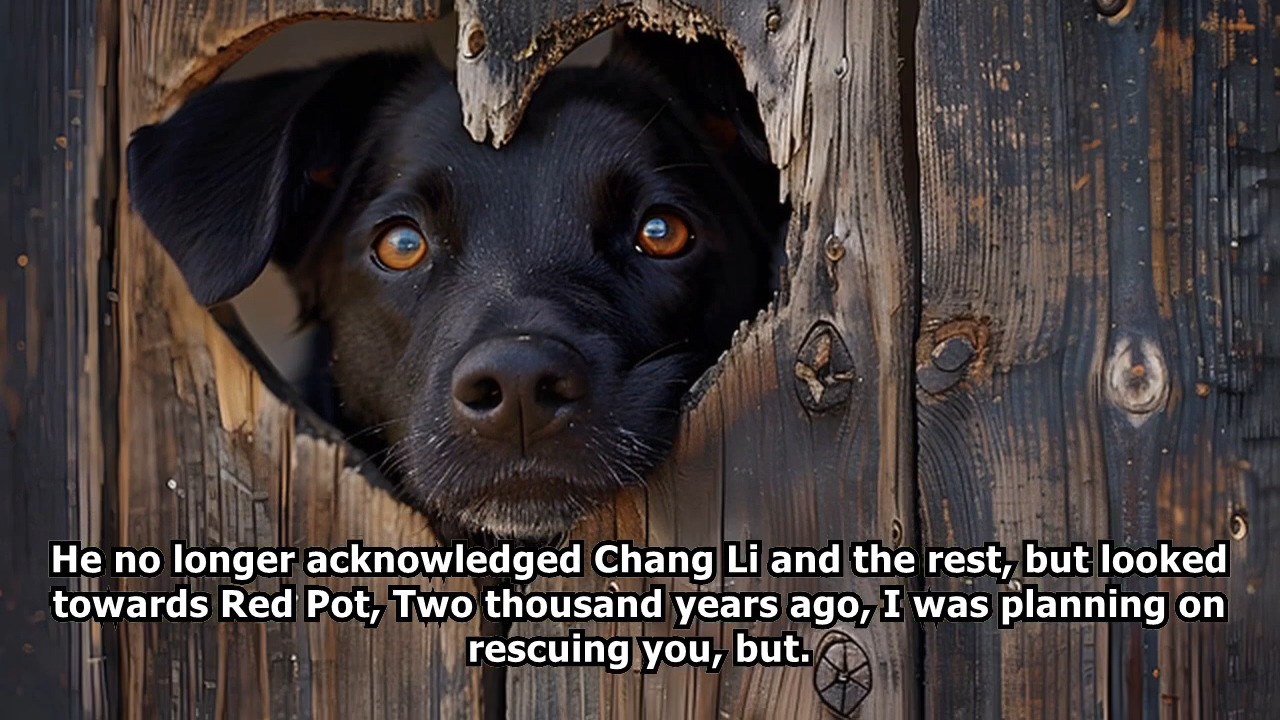 He no longer acknowledged Chang Li and the rest, but looked
towards Red Pot, Two thousand years ago, I was planning on
rescuing you, but.